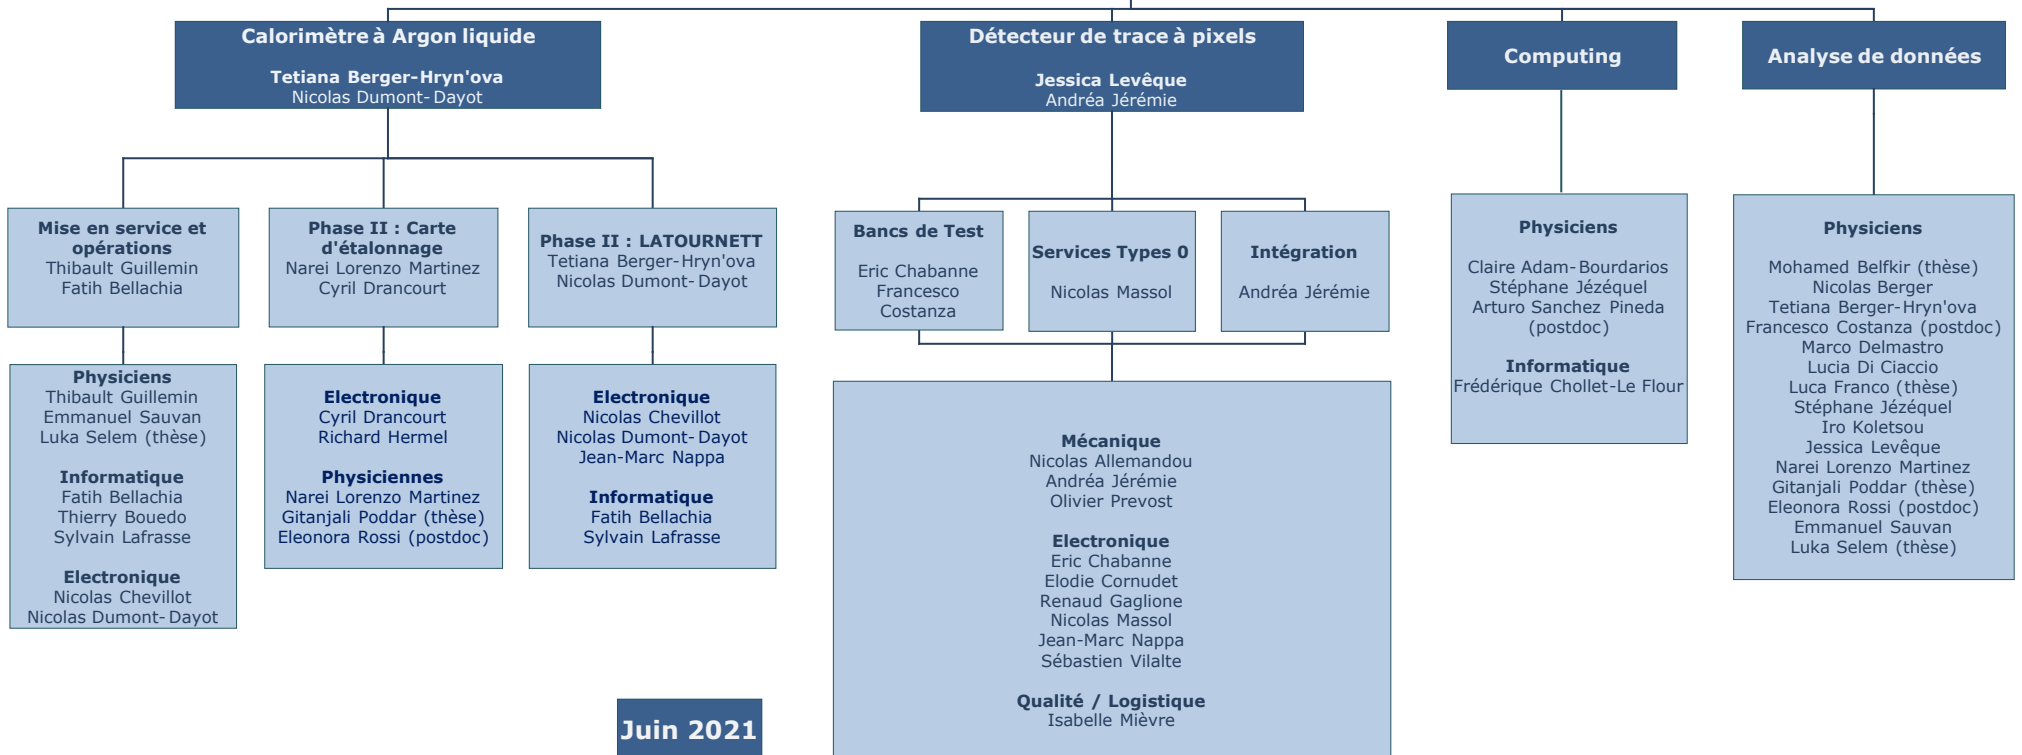 Calorimètre à Argon liquide
Tetiana Berger-Hryn'ova
Nicolas Dumont-Dayot
Détecteur de trace à pixels
Jessica Levêque
Andréa Jérémie
Computing
Analyse de données
Mise en service et
opérations
Thibault Guillemin
Fatih Bellachia
Phase II : Carte
d'étalonnage
Narei Lorenzo Martinez
Cyril Drancourt
Phase II : LATOURNETT
Tetiana Berger-Hryn'ova
Nicolas Dumont-Dayot
Bancs de Test
Eric Chabanne
Francesco
Costanza
Services Types 0
Nicolas Massol
Intégration
Andréa Jérémie
Physiciens
Thibault Guillemin
Emmanuel Sauvan
Luka Selem (thèse)
Informatique
Fatih Bellachia
Thierry Bouedo
Sylvain Lafrasse
Electronique
Nicolas Chevillot
Nicolas Dumont-Dayot
Electronique
Cyril Drancourt
Richard Hermel
Physiciennes
Narei Lorenzo Martinez
Gitanjali Poddar (thèse)
Eleonora Rossi (postdoc)
Electronique
Nicolas Chevillot
Nicolas Dumont-Dayot
Jean-Marc Nappa
Informatique
Fatih Bellachia
Sylvain Lafrasse
Mécanique
Nicolas Allemandou
Andréa Jérémie
Olivier Prevost
Electronique
Eric Chabanne
Elodie Cornudet
Renaud Gaglione
Nicolas Massol
Jean-Marc Nappa
Sébastien Vilalte
Qualité / Logistique
Isabelle Mièvre
Physiciens
Claire Adam-Bourdarios
Stéphane Jézéquel
Arturo Sanchez Pineda
(postdoc)
Informatique
Frédérique Chollet-Le Flour
Physiciens
Mohamed Belfkir (thèse)
Nicolas Berger
Tetiana Berger-Hryn'ova
Francesco Costanza (postdoc)
Marco Delmastro
Lucia Di Ciaccio
Luca Franco (thèse)
Stéphane Jézéquel
Iro Koletsou
Jessica Levêque
Narei Lorenzo Martinez
Gitanjali Poddar (thèse)
Eleonora Rossi (postdoc)
Emmanuel Sauvan
Luka Selem (thèse)
Juin 2021